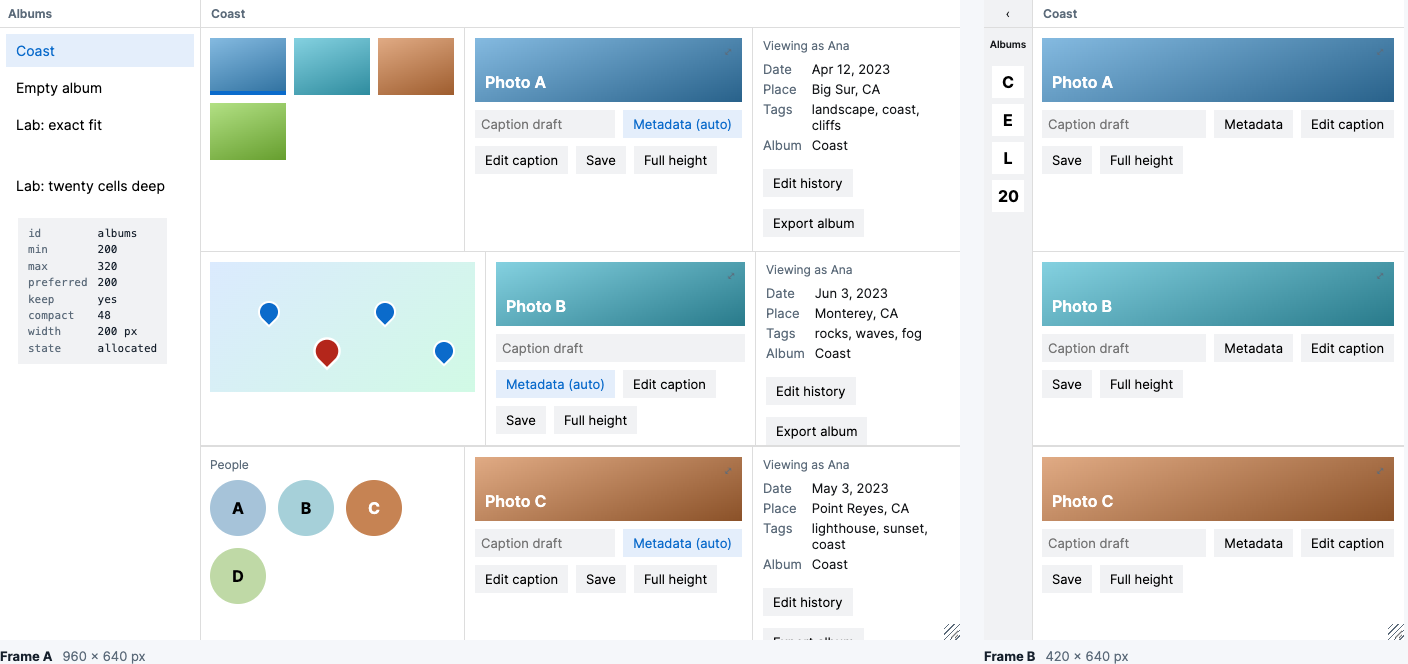 Albums
Coast
Coast
Empty album
Lab: exact fit
Lab: twenty cells deep
id albums
min 200
max 320
preferred 200
keep yes
compact 48
width 200 px
state allocated
Photo A
Caption draft
Metadata (auto)
Edit caption
Save
Full height
Viewing as Ana
Date Apr 12, 2023
Place Big Sur, CA
Tags landscape, coast,
cliffs
Album Coast
Edit history
Export album
Photo B
Caption draft
Metadata (auto)
Edit caption
Save
Full height
Viewing as Ana
Date Jun 3, 2023
Place Monterey, CA
Tags rocks, waves, fog
Album Coast
Edit history
Export album
People
A
B
C
D
Photo C
Caption draft
Metadata (auto)
Edit caption
Save
Full height
Viewing as Ana
Date May 3, 2023
Place Point Reyes, CA
Tags lighthouse, sunset,
coast
Album Coast
Edit history
Frame A 960 × 640 px
‹
Albums
C
E
L
20
Coast
Photo A
Caption draft
Metadata
Edit caption
Save
Full height
Photo B
Caption draft
Metadata
Edit caption
Save
Full height
Photo C
Caption draft
Metadata
Edit caption
Save
Full height
Frame B 420 × 640 px